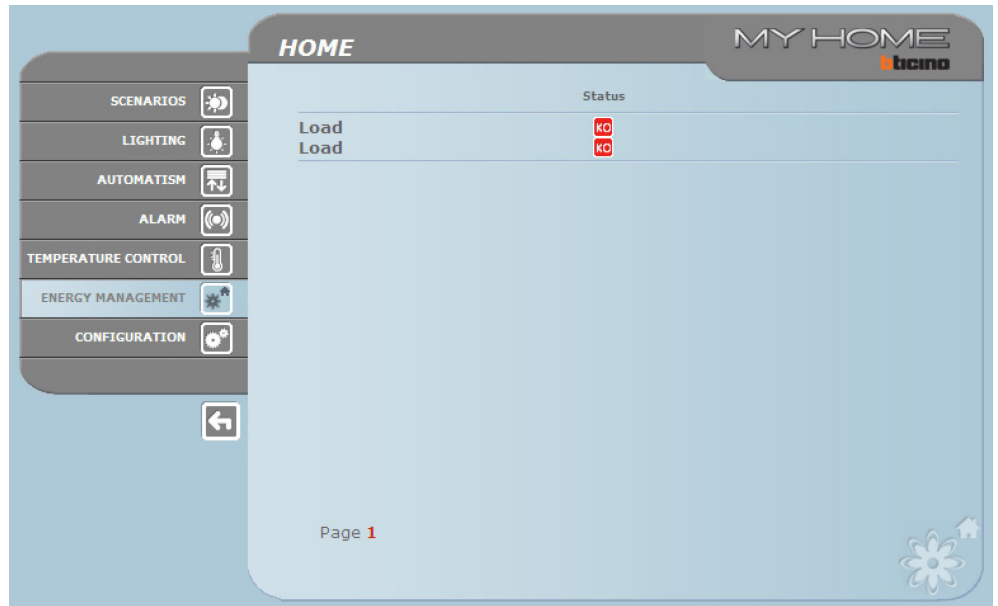 HOME
MY HOME
bticino
SCENARIOS
LIGHTING
AUTOMATISM
ALARM
TEMPERATURE CONTROL
ENERGY MANAGEMENT
CONFIGURATION
Status
Load KO
Load KO
Page 1